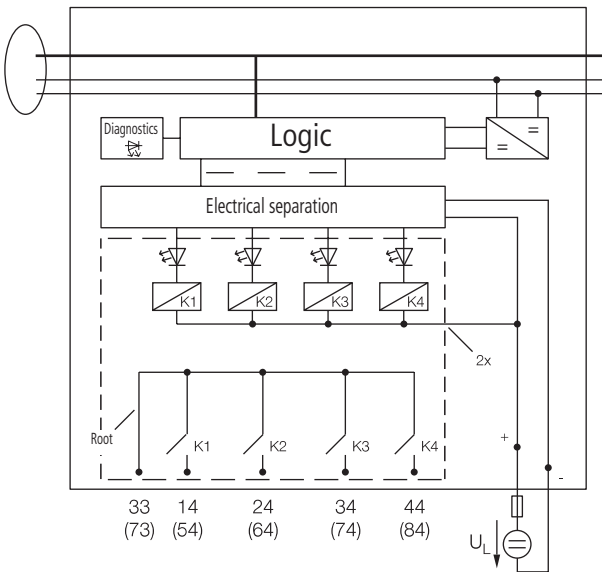 Diagnostics
Logic
=
=
Electrical separation
K1 K2 K3 K4
2x
Root
K1 K2 K3 K4
+
-
33 14 24 34 44
(73) (54) (64) (74) (84)
UL